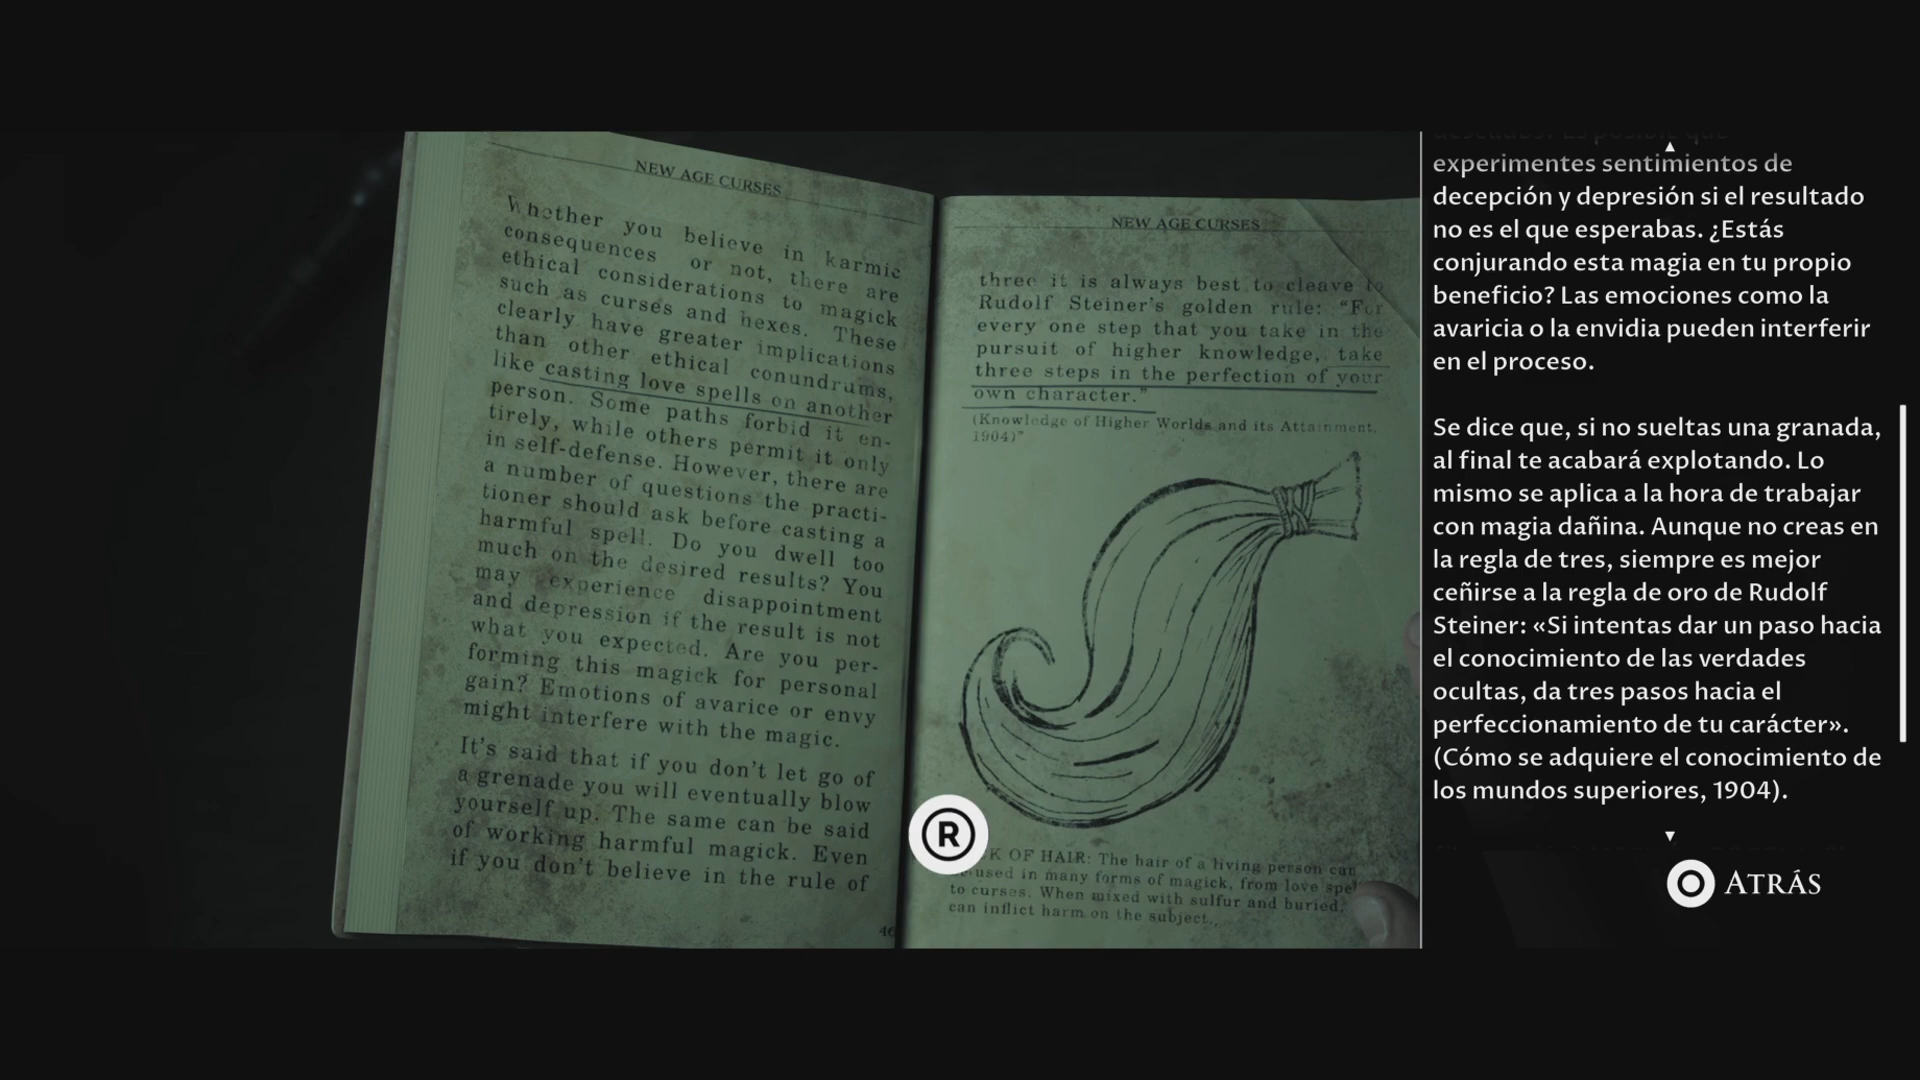 NEW AGE CURSES
Whether you believe in karmic
consequences or not, there are
ethical considerations to magick
such as curses and hexes. These
clearly have greater implications
than other ethical conundrums,
like casting love spells on another
person. Some paths forbid it en-
tirely, while others permit it only
in self-defense. However, there are
a number of questions the practi-
tioner should ask before casting a
harmful spell. Do you dwell too
much on the desired results? You
may experience disappointment
and depression if the result is not
what you expected. Are you per-
forming this magick for personal
gain? Emotions of avarice or envy
might interfere with the magic.
It's said that if you don't let go of
a grenade you will eventually blow
yourself up. The same can be said
of working harmful magick. Even
if you don't believe in the rule of
46
NEW AGE CURSES
three it is always best to cleave to
Rudolf Steiner's golden rule: "For
every one step that you take in the
pursuit of higher knowledge, take
three steps in the perfection of your
own character."
(Knowledge of Higher Worlds and its Attainment,
1904)"
K OF HAIR: The hair of a living person can
used in many forms of magick, from love spel
to curses. When mixed with sulfur and buried,
can inflict harm on the subject.
R
experimentes sentimientos de
decepción y depresión si el resultado
no es el que esperabas. ¿Estás
conjurando esta magia en tu propio
beneficio? Las emociones como la
avaricia o la envidia pueden interferir
en el proceso.
Se dice que, si no sueltas una granada,
al final te acabará explotando. Lo
mismo se aplica a la hora de trabajar
con magia dañina. Aunque no creas en
la regla de tres, siempre es mejor
ceñirse a la regla de oro de Rudolf
Steiner: «Si intentas dar un paso hacia
el conocimiento de las verdades
ocultas, da tres pasos hacia el
perfeccionamiento de tu carácter».
(Cómo se adquiere el conocimiento de
los mundos superiores, 1904).
ATRÁS